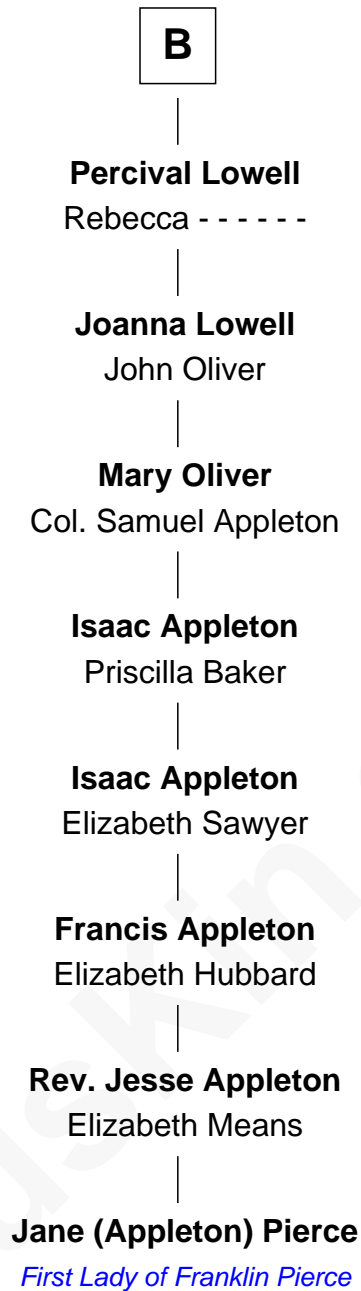 B
Percival Lowell
Rebecca - - - - - -
Joanna Lowell
John Oliver
Mary Oliver
Col. Samuel Appleton
Isaac Appleton
Priscilla Baker
Isaac Appleton
Elizabeth Sawyer
Francis Appleton
Elizabeth Hubbard
Rev. Jesse Appleton
Elizabeth Means
Jane (Appleton) Pierce
First Lady of Franklin Pierce